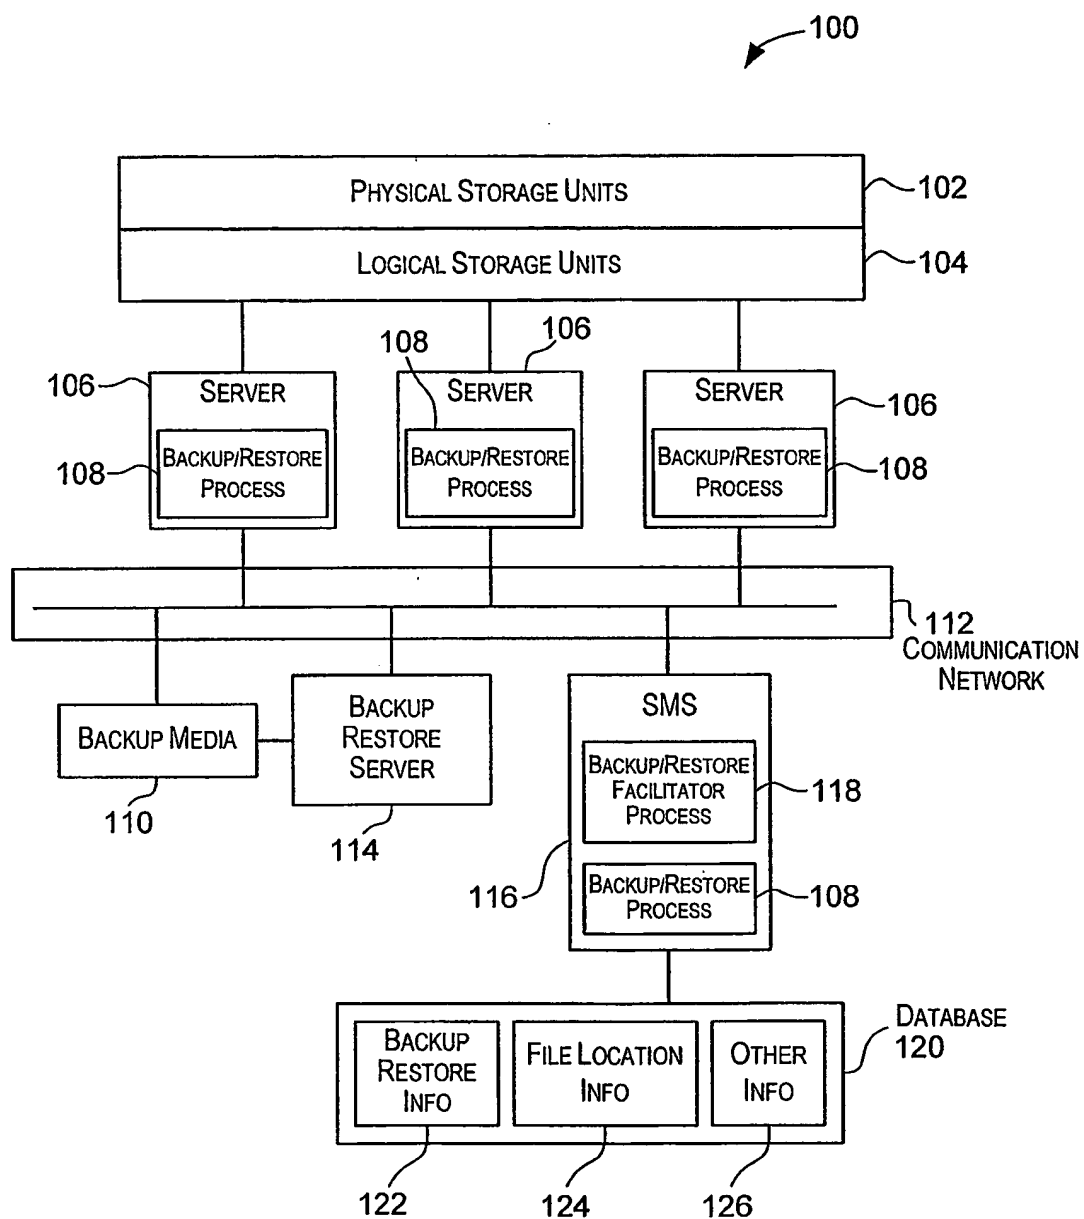 100
PHYSICAL STORAGE UNITS
102
LOGICAL STORAGE UNITS
104
106
SERVER
BACKUP/RESTORE
PROCESS
108
108
106
SERVER
BACKUP/RESTORE
PROCESS
SERVER
106
BACKUP/RESTORE
PROCESS
108
112
COMMUNICATION
NETWORK
BACKUP MEDIA
110
BACKUP
RESTORE
SERVER
114
SMS
BACKUP/RESTORE
FACILITATOR
PROCESS
118
116
BACKUP/RESTORE
PROCESS
108
DATABASE
120
BACKUP
RESTORE
INFO
FILE LOCATION
INFO
OTHER
INFO
122
124
126